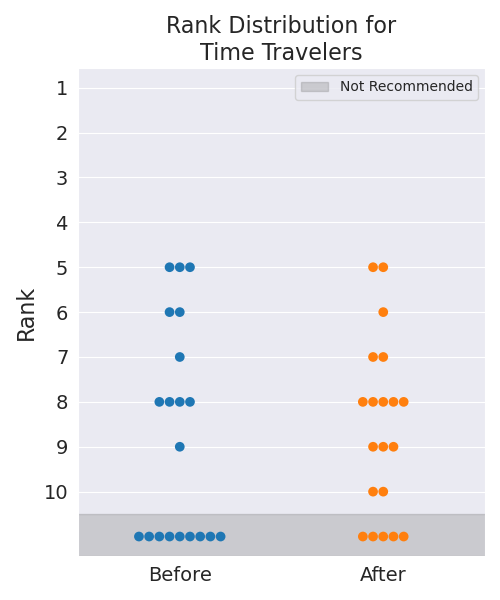 Rank Distribution for
Time Travelers
Not Recommended
1
2
3
4
5
6
7
8
9
10
Rank
Before
After